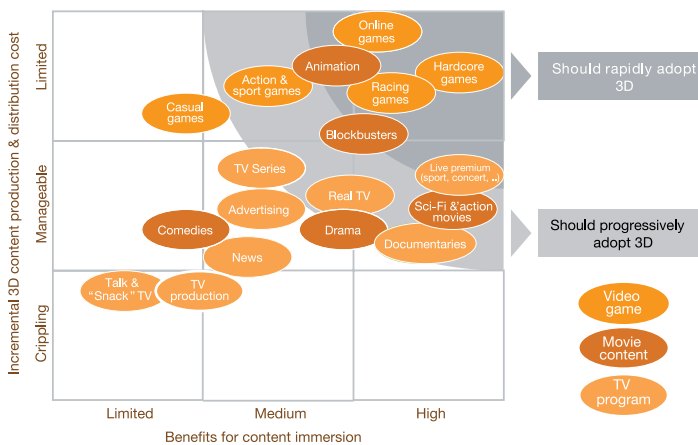 Incremental 3D content production & distribution cost
Limited
Manageable
Crippling
Online
games
Animation
Hardcore
games
Action &
sport games
Racing
games
Casual
games
Blockbusters
TV Series
Live premium
(sport, concert, ..)
Real TV
Advertising
Sci-Fi &'action
movies
Comedies
Drama
Documentaries
News
Talk &
"Snack" TV
TV
production
Limited
Medium
High
Benefits for content immersion
Should rapidly adopt
3D
Should progressively
adopt 3D
Video
game
Movie
content
TV
program